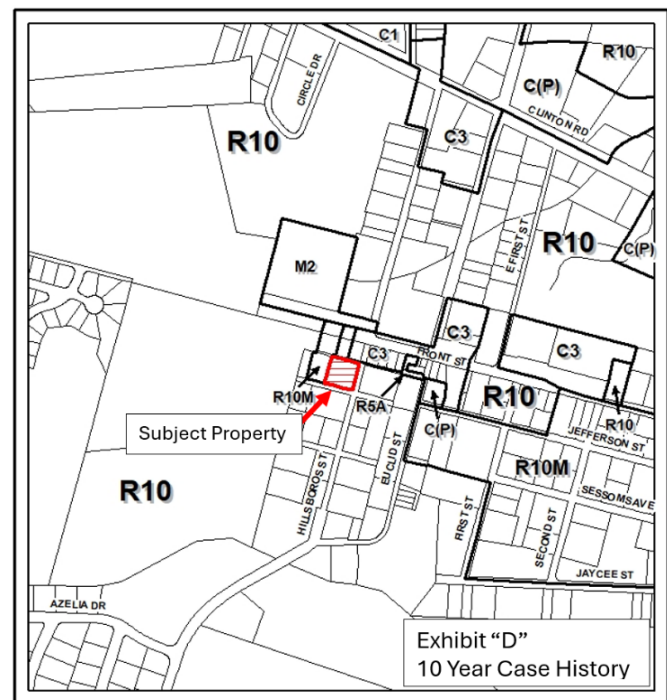 C1
R10
CIRCLE DR
C(P)
CLINTON RD
R10
C3
E FIRST ST
R10
C(P)
M2
C3
C3
FRONT ST
C3
R10M
R5A
C(P)
R10
R10
JEFFERSON ST
Subject Property
EUCLID ST
R10M
SESSOMS AVE
R10
HILLSBORO ST
FIRST ST
SECOND ST
JAYCEE ST
AZELIA DR
Exhibit “D”
10 Year Case History